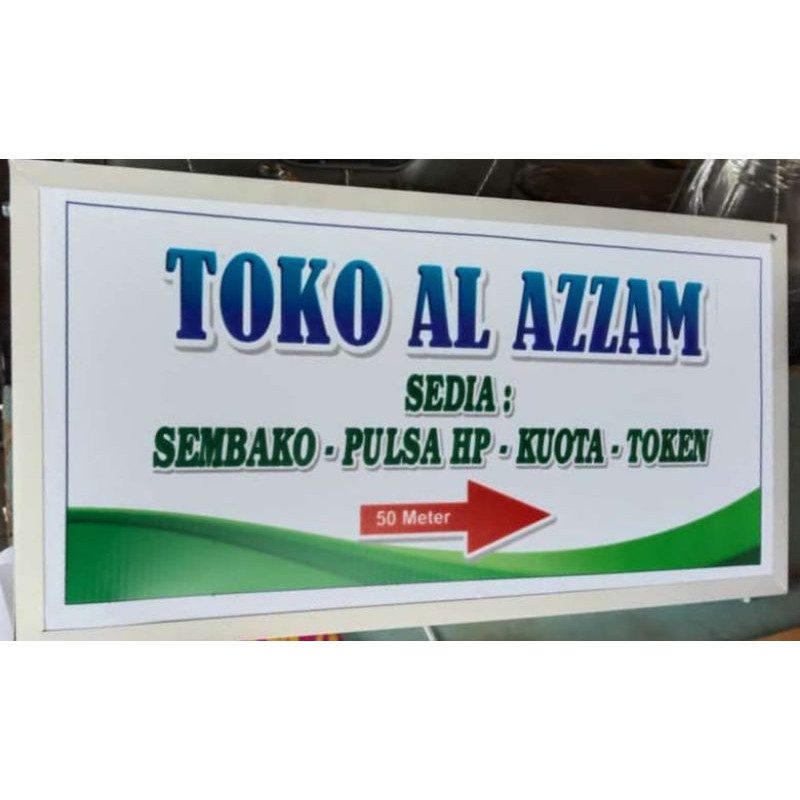 TOKO AL AZZAM
SEDIA :
SEMBAKO - PULSA HP - KUOTA - TOKEN
50 Meter